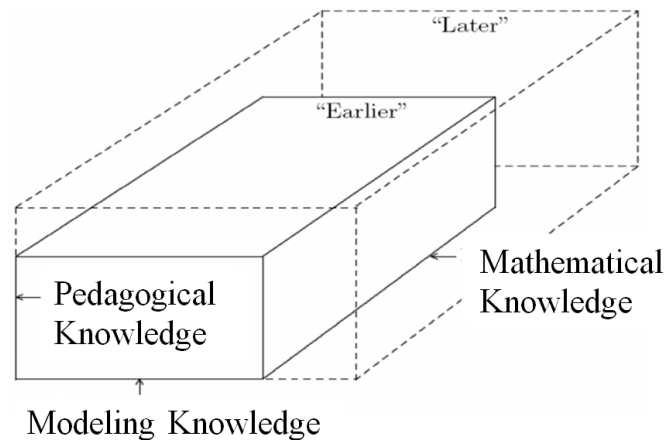 “Later”
“Earlier”
Mathematical
Knowledge
Pedagogical
Knowledge
Modeling Knowledge